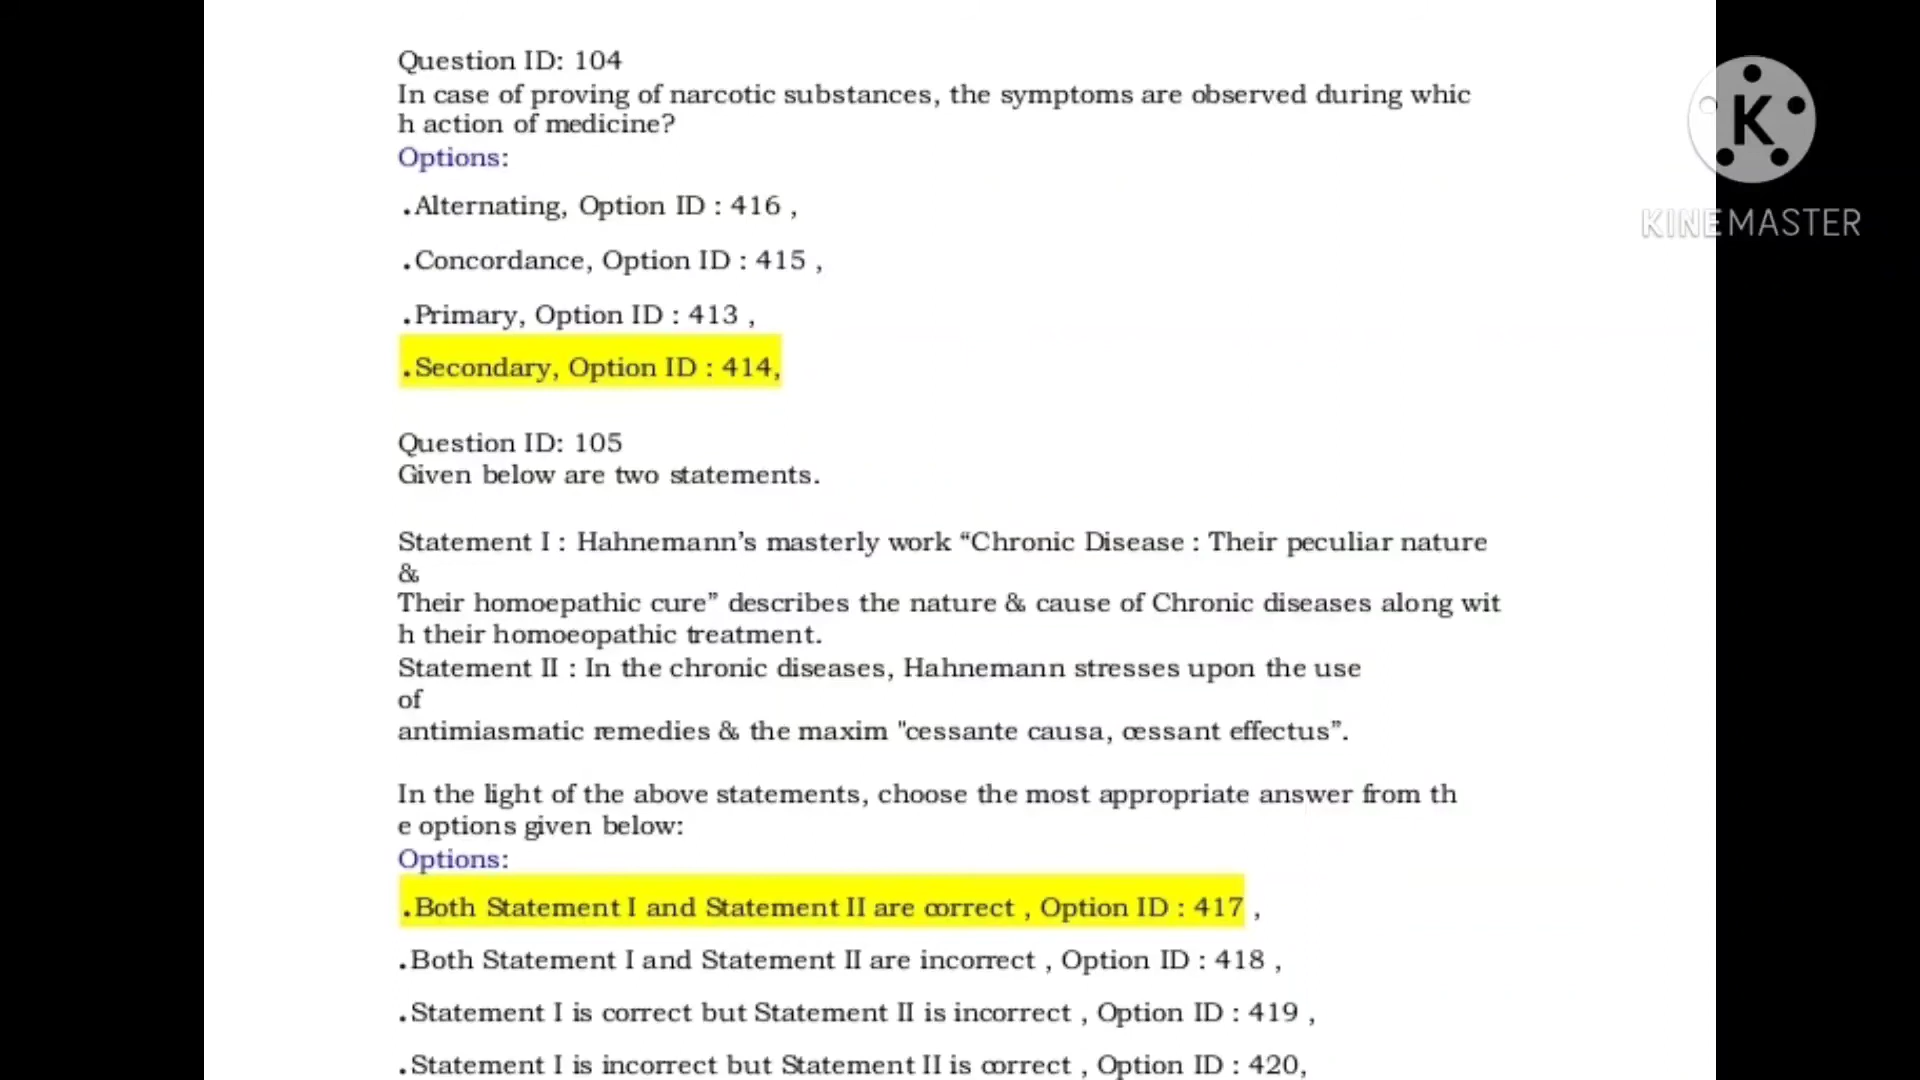 Question ID: 104
In case of proving of narcotic substances, the symptoms are observed during whic
h action of medicine?
Options:
.Alternating, Option ID : 416 ,
.Concordance, Option ID : 415 ,
.Primary, Option ID : 413 ,
.Secondary, Option ID : 414,
Question ID: 105
Given below are two statements.
Statement I : Hahnemann’s masterly work “Chronic Disease : Their peculiar nature
&
Their homoepathic cure” describes the nature & cause of Chronic diseases along wit
h their homoeopathic treatment.
Statement II : In the chronic diseases, Hahnemann stresses upon the use
of
antimiasmatic remedies & the maxim "cessante causa, cessant effectus”.
In the light of the above statements, choose the most appropriate answer from th
e options given below:
Options:
.Both Statement I and Statement II are correct , Option ID : 417 ,
.Both Statement I and Statement II are incorrect , Option ID : 418 ,
.Statement I is correct but Statement II is incorrect , Option ID : 419 ,
.Statement I is incorrect but Statement II is correct , Option ID : 420,
K
KINEMASTER